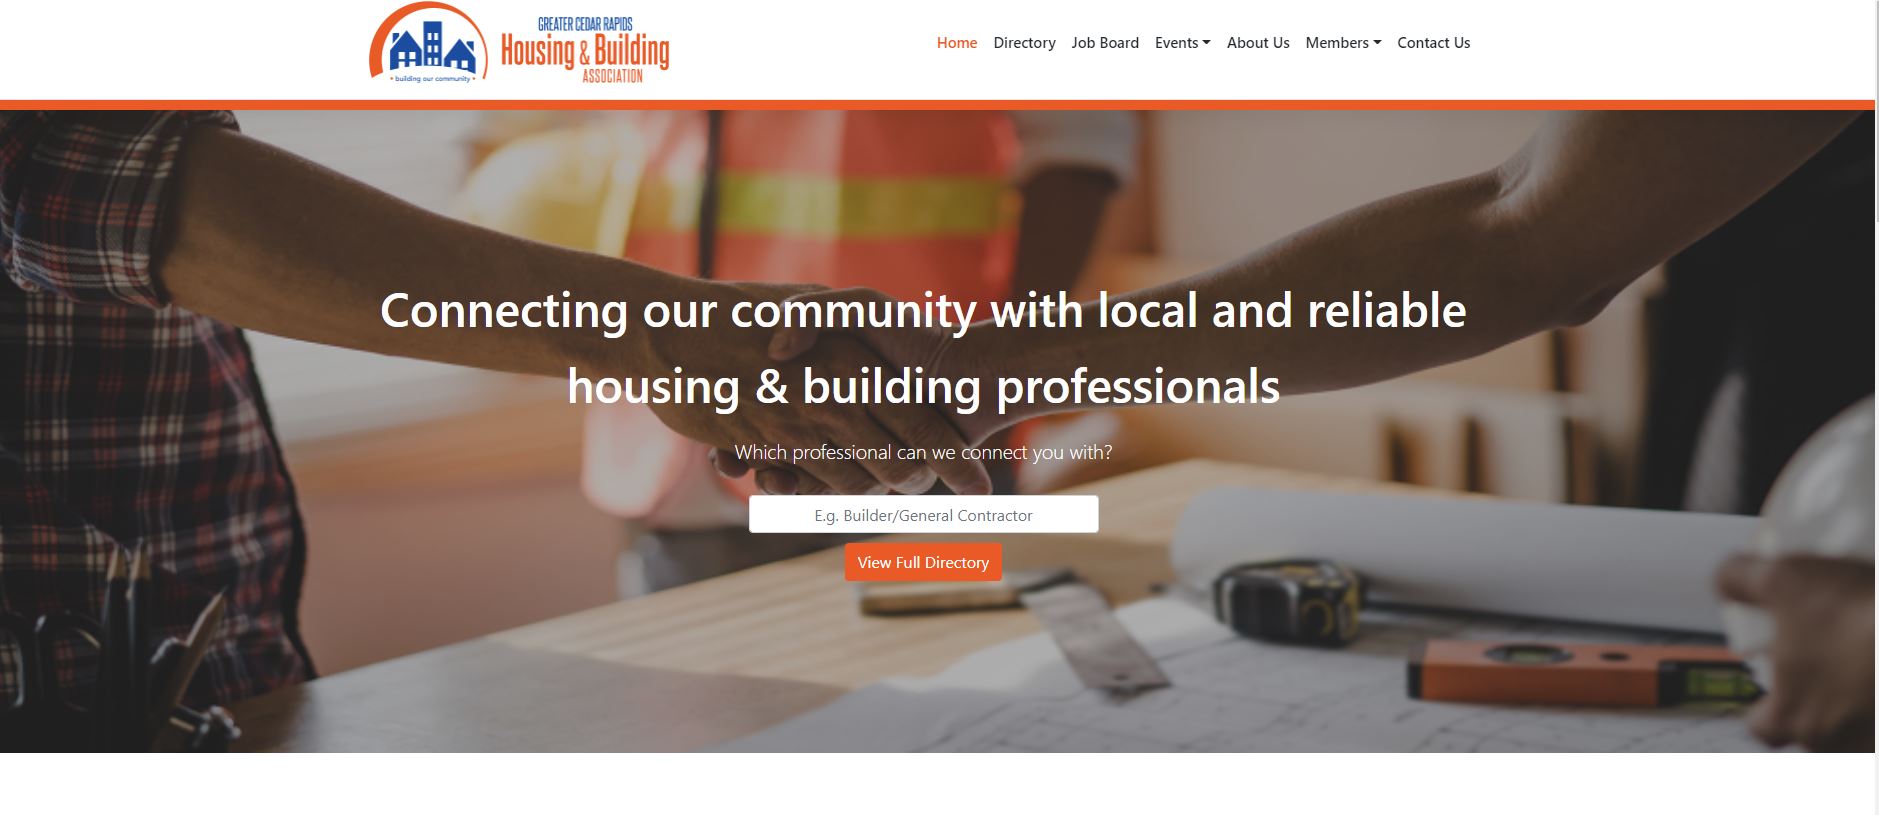 GREATER CEDAR RAPIDS
Housing & Building
ASSOCIATION
• building our community •
Home Directory Job Board Events About Us Members Contact Us
Connecting our community with local and reliable
housing & building professionals
Which professional can we connect you with?
E.g. Builder/General Contractor
View Full Directory